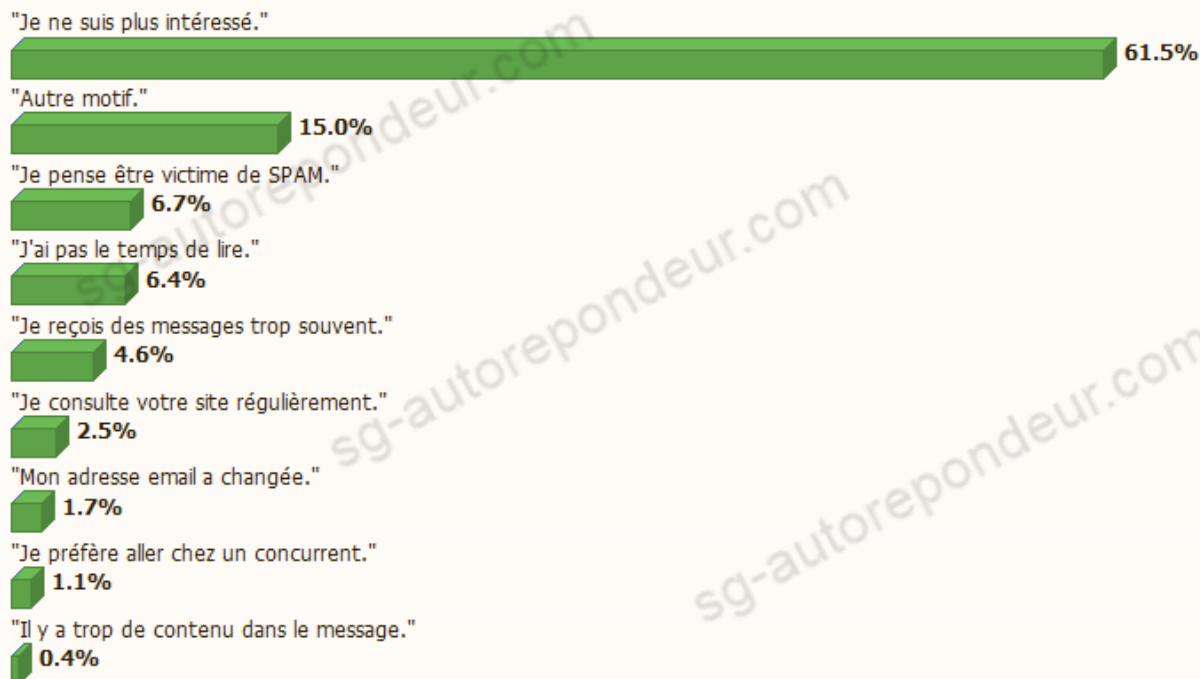 "Je ne suis plus intéressé."
61.5%
"Autre motif."
15.0%
"Je pense être victime de SPAM."
6.7%
"J'ai pas le temps de lire."
6.4%
"Je reçois des messages trop souvent."
4.6%
"Je consulte votre site régulièrement."
2.5%
"Mon adresse email a changée."
1.7%
"Je préfère aller chez un concurrent."
1.1%
"Il y a trop de contenu dans le message."
0.4%
sg-autorepondeur.com
sg-autorepondeur.com
sg-autorepondeur.com